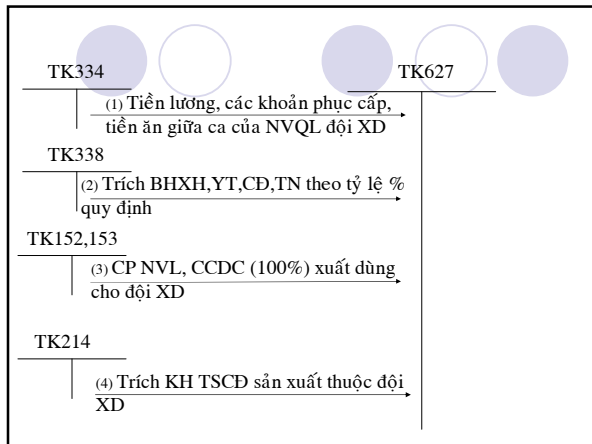 TK334
TK627
(1) Tiền lương, các khoản phục cấp,
tiền ăn giữa ca của NVQL đội XD
TK338
(2) Trích BHXH,YT,CĐ,TN theo tỷ lệ %
quy định
TK152,153
(3) CP NVL, CCDC (100%) xuất dùng
cho đội XD
TK214
(4) Trích KH TSCĐ sản xuất thuộc đội
XD